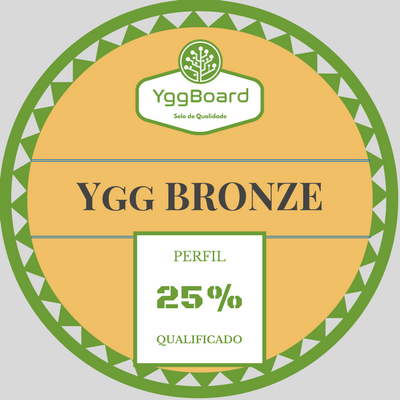 YggBoard
Selo de Qualidade
Ygg BRONZE
PERFIL
25%
QUALIFICADO